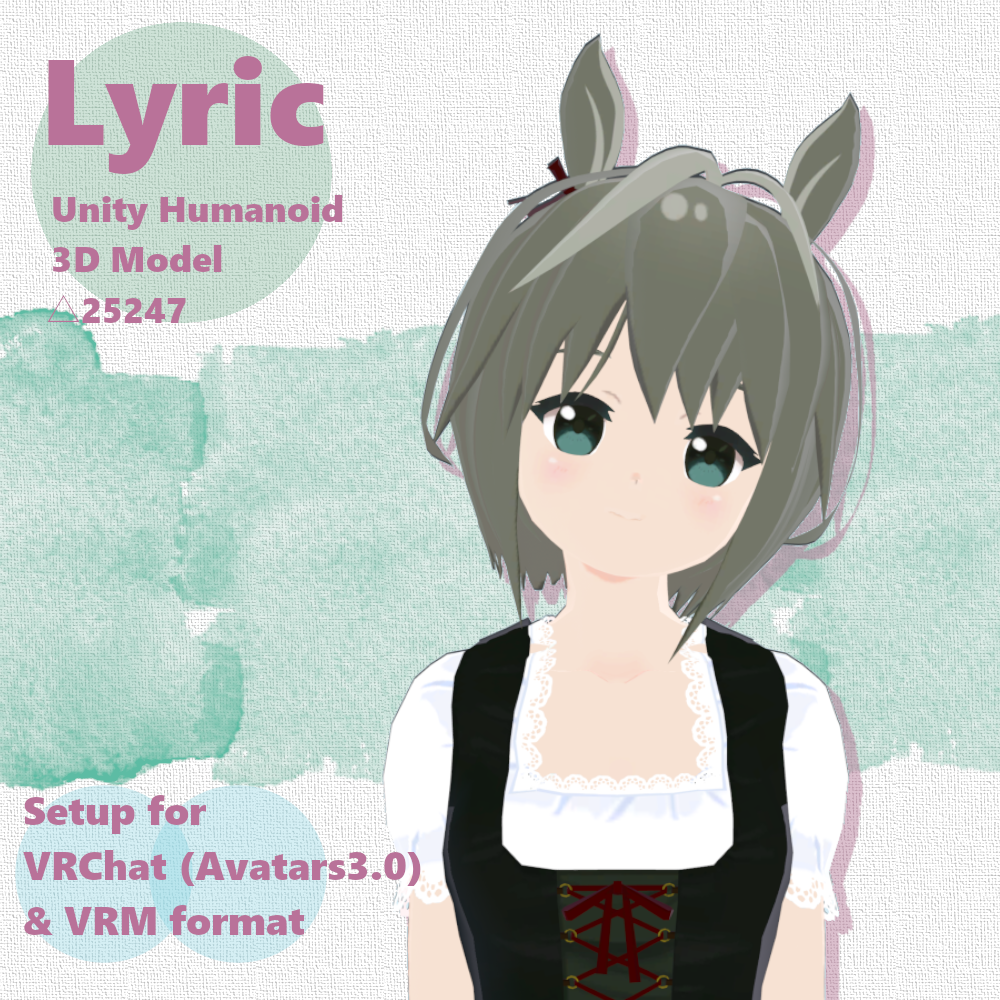 Lyric
Unity Humanoid
3D Model
△25247
Setup for
VRChat (Avatars3.0)
& VRM format